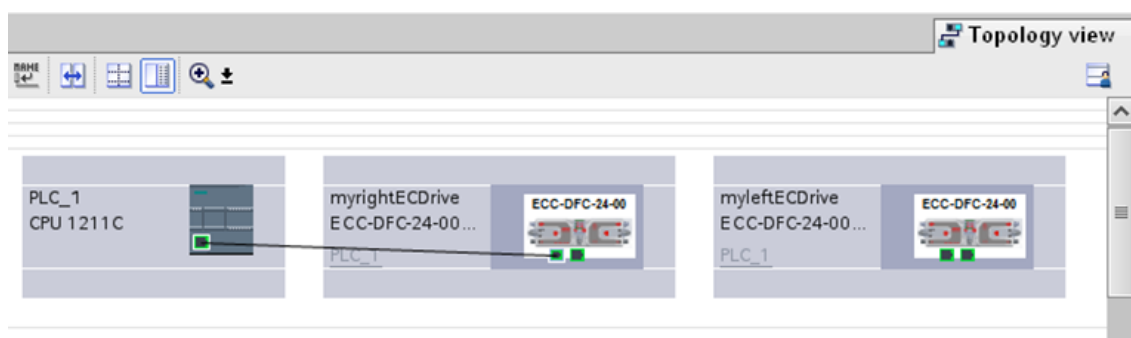 Topology view
NAME
PLC_1
CPU 1211C
myrightECDrive
ECC-DFC-24-00...
PLC_1
ECC-DFC-24-00
myleftECDrive
ECC-DFC-24-00...
PLC_1
ECC-DFC-24-00